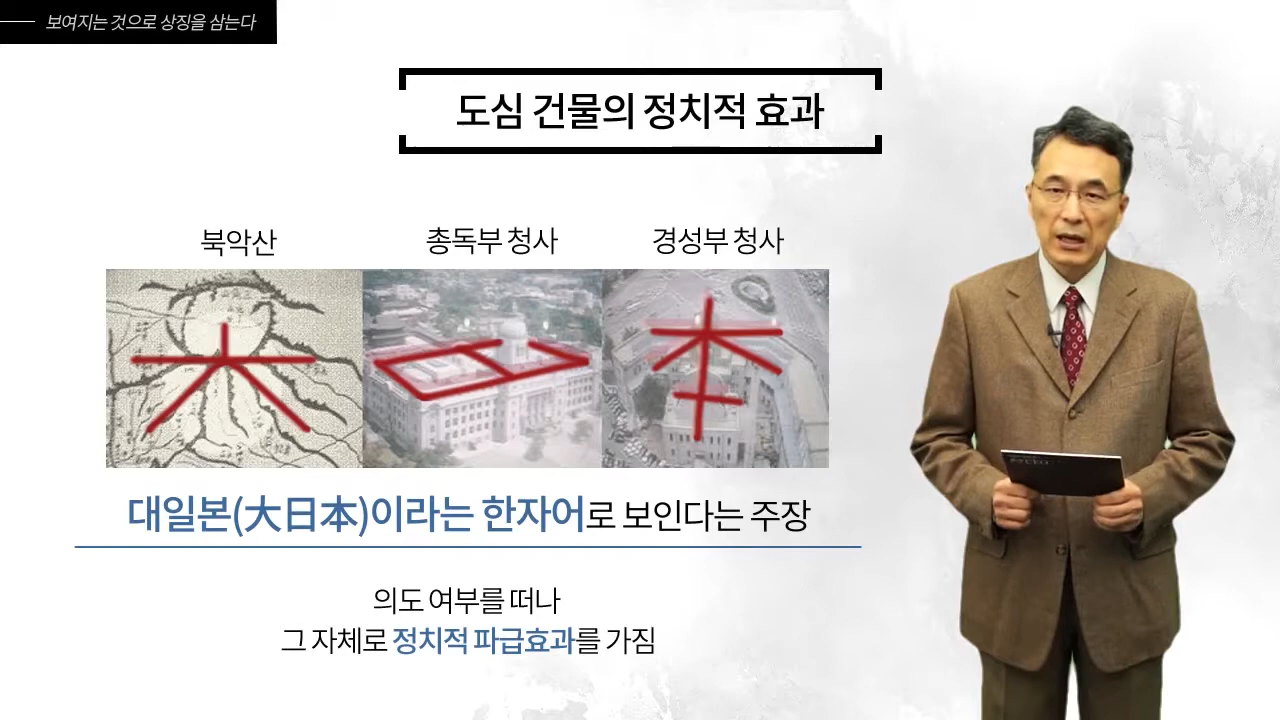 보여지는 것으로 상징을 삼는다
도심 건물의 정치적 효과
북악산
총독부 청사
경성부 청사
大
日
本
대일본(大日本)이라는 한자어로 보인다는 주장
의도 여부를 떠나
그 자체로 정치적 파급효과를 가짐